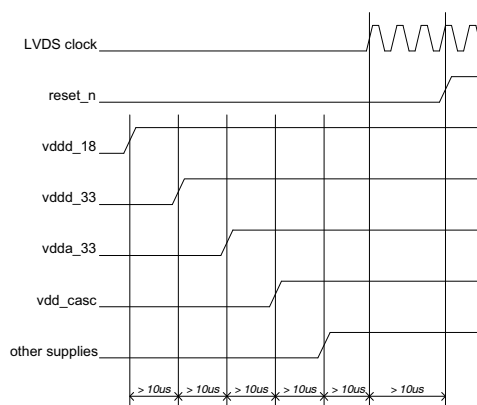 LVDS clock
reset_n
vddd_18
vddd_33
vdda_33
vdd_casc
other supplies
> 10us > 10us > 10us > 10us > 10us > 10us